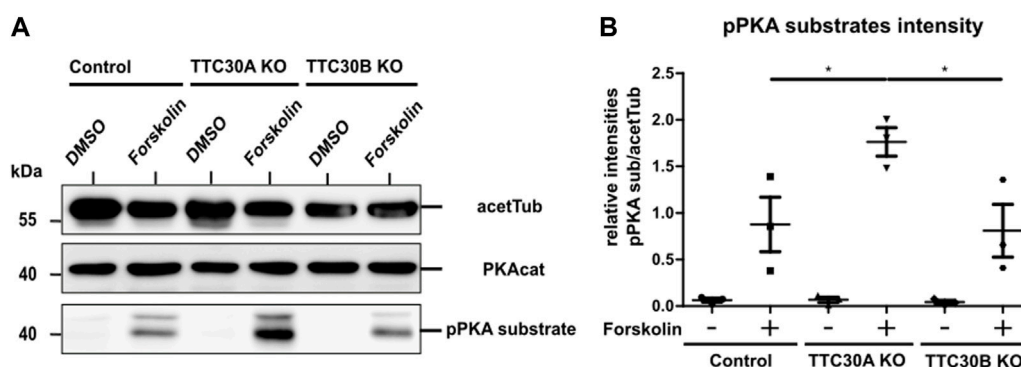 A
Control TTC30A KO TTC30B KO
DMSO Forskolin DMSO Forskolin DMSO Forskolin
kDa
55
acetTub
40
PKAcat
40
pPKA substrate
B
pPKA substrates intensity
* *
relative intensities
pPKA sub/acetTub
2.5
2.0
1.5
1.0
0.5
0.0
Forskolin - + - + - +
Control TTC30A KO TTC30B KO